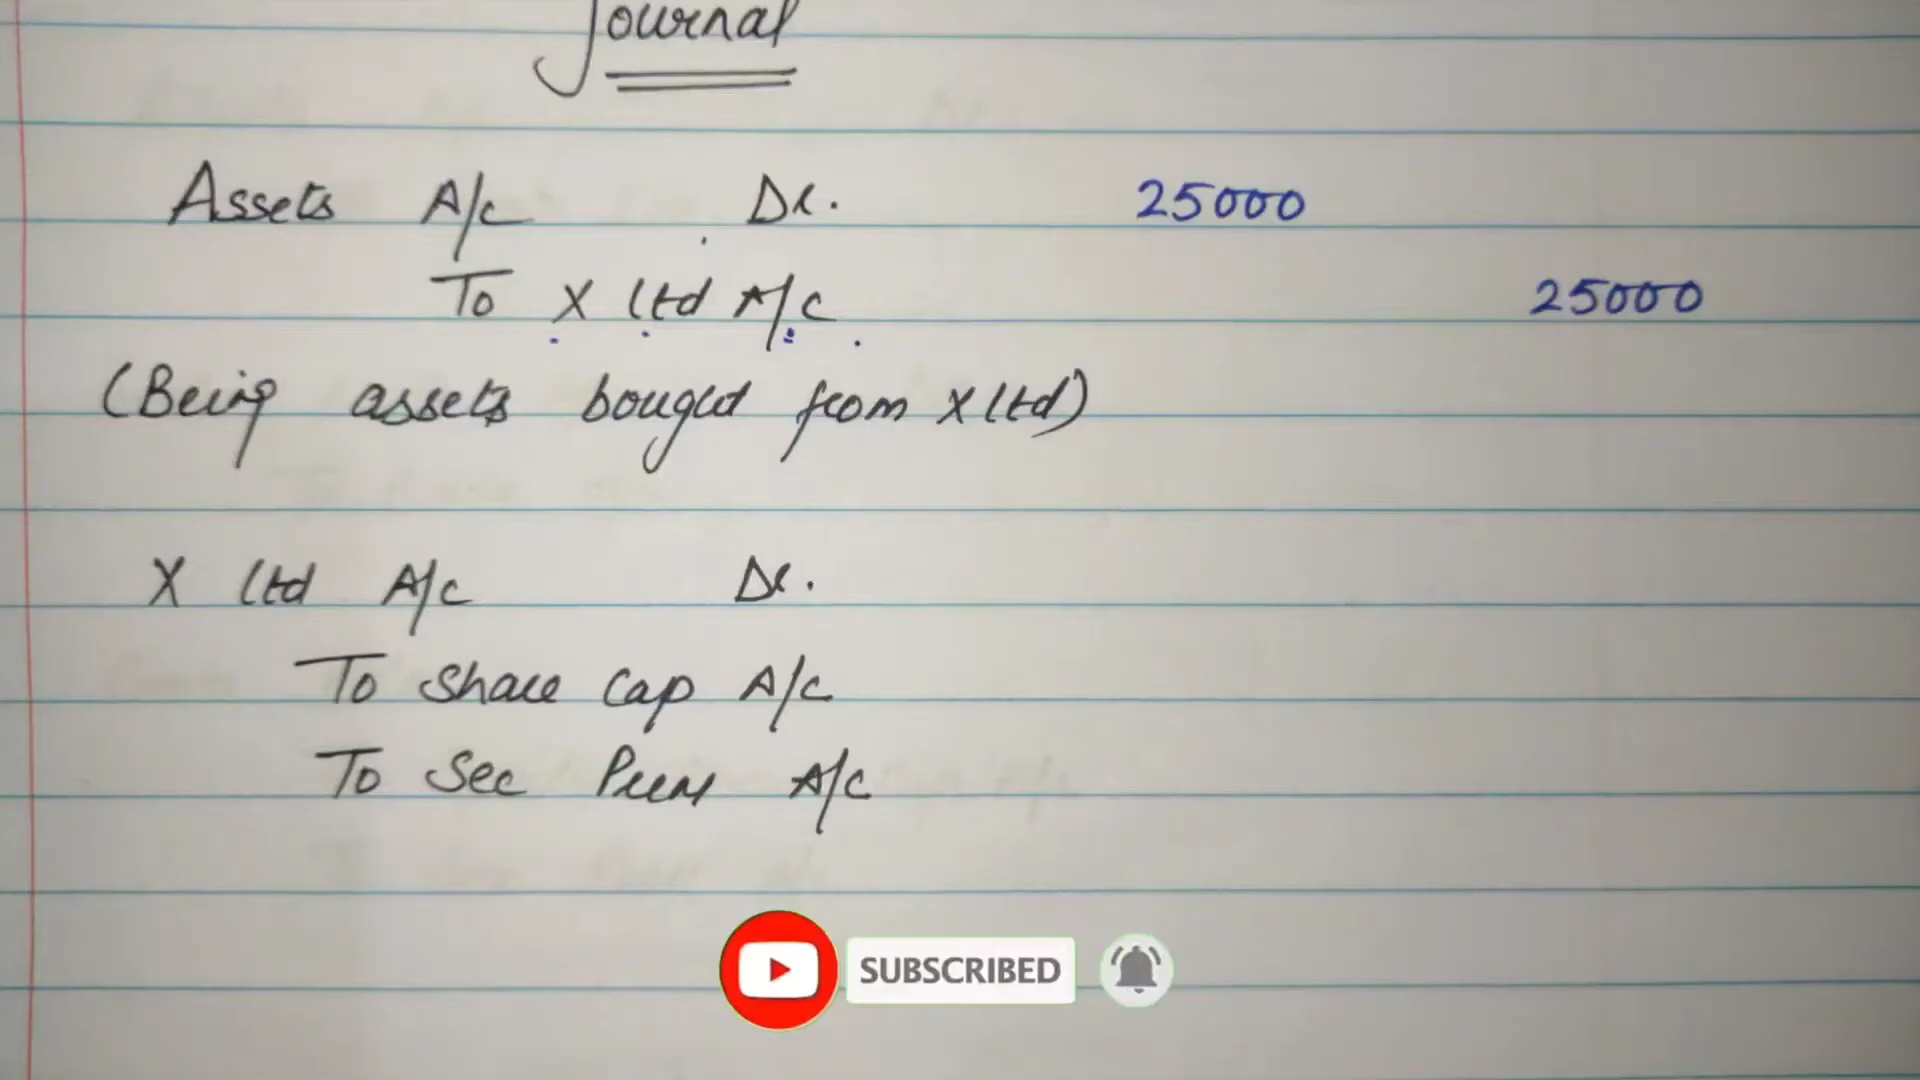 Journal
Assets A/c Dr. 25000
To X Ltd A/c 25000
(Being assets bought from X Ltd)
X Ltd A/c Dr.
To Share Cap A/c
To Sec Prem A/c
SUBSCRIBED